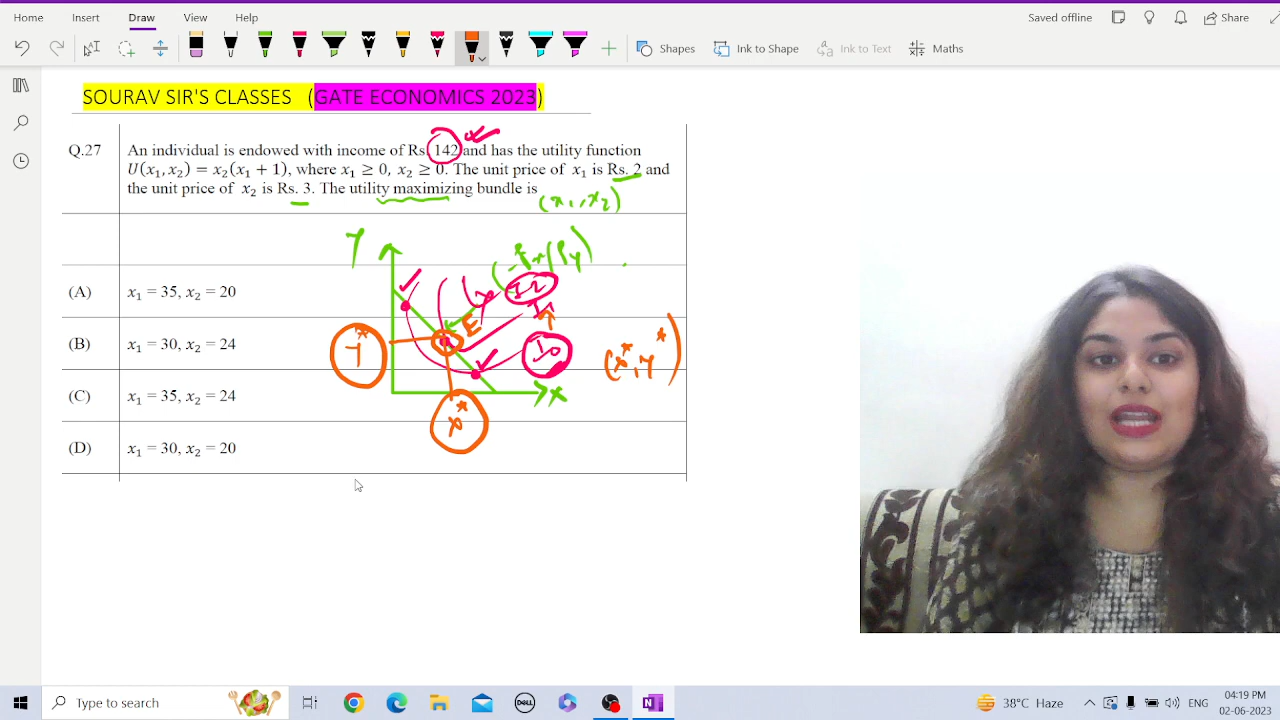 Home Insert Draw View Help Saved offline Share
Shapes Ink to Shape Ink to Text Maths
SOURAV SIR'S CLASSES (GATE ECONOMICS 2023)
Q.27 An individual is endowed with income of Rs. 142 and has the utility function
U(x₁, x₂) = x₂(x₁ + 1), where x₁ ≥ 0, x₂ ≥ 0. The unit price of x₁ is Rs. 2 and
the unit price of x₂ is Rs. 3. The utility maximizing bundle is
(x₁, x₂)
Y
(A) x₁ = 35, x₂ = 20
E
(B) x₁ = 30, x₂ = 24
Y* (x*, y*)
(C) x₁ = 35, x₂ = 24
X
x*
(D) x₁ = 30, x₂ = 20
Type to search DELL 38°C Haze ENG 04:19 PM
02-06-2023